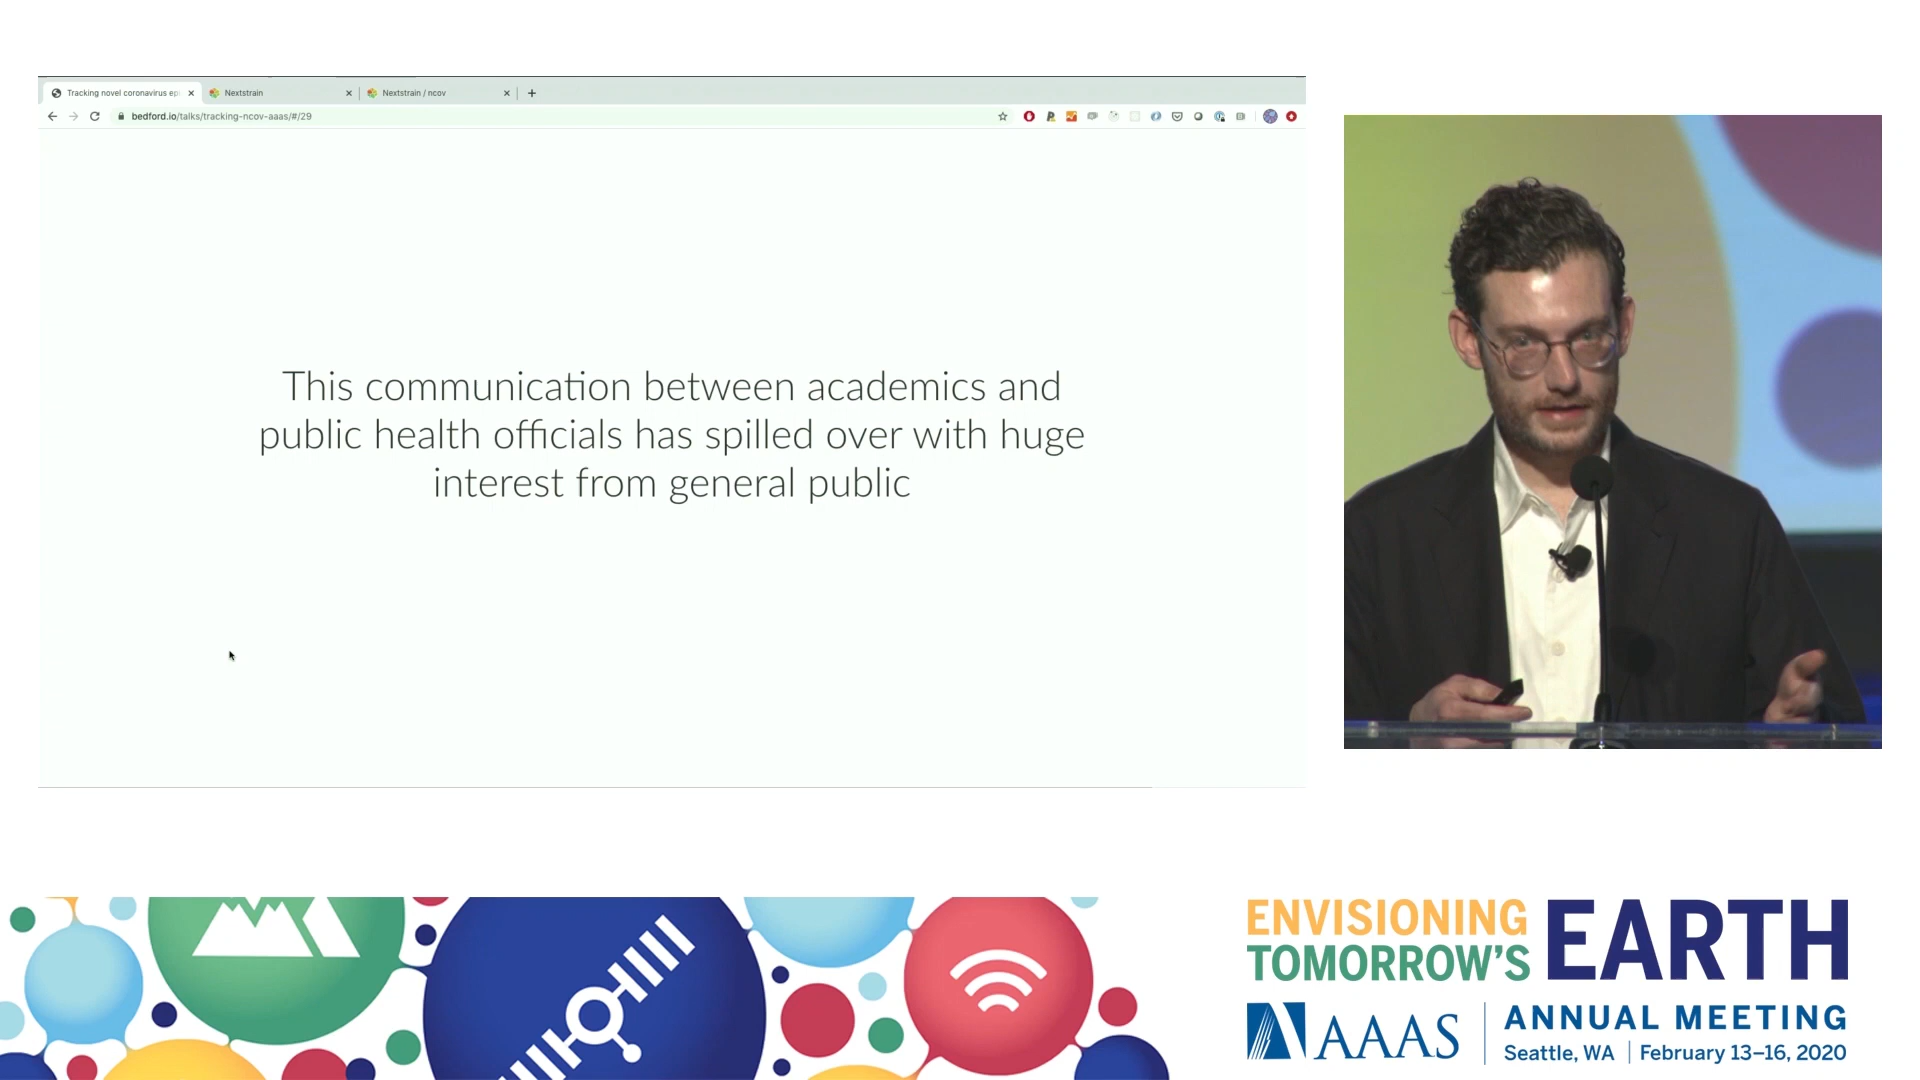 Tracking novel coronavirus epi
Nextstrain
Nextstrain / ncov
bedford.io/talks/tracking-ncov-aaas/#/29
This communication between academics and
public health officials has spilled over with huge
interest from general public
ENVISIONING
TOMORROW'S
EARTH
AAAS
ANNUAL MEETING
Seattle, WA | February 13–16, 2020